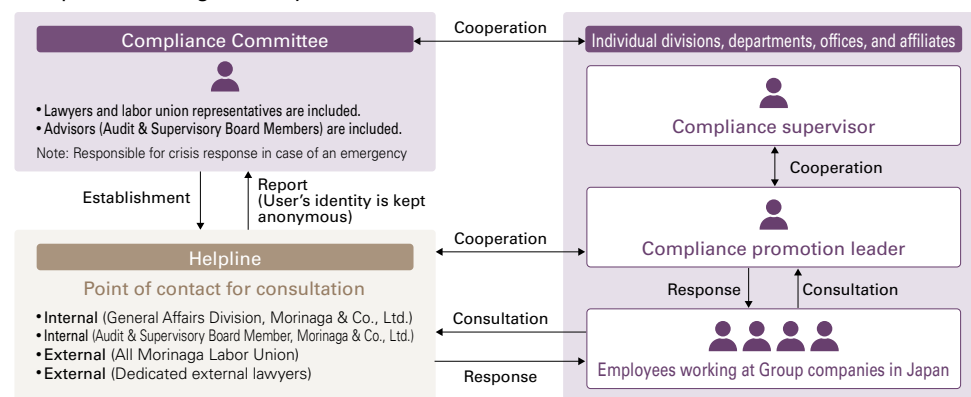 Compliance Committee
• Lawyers and labor union representatives are included.
• Advisors (Audit & Supervisory Board Members) are included.
Note: Responsible for crisis response in case of an emergency
Cooperation
Individual divisions, departments, offices, and affiliates
Compliance supervisor
Cooperation
Establishment
Report
(User's identity is kept
anonymous)
Cooperation
Compliance promotion leader
Helpline
Point of contact for consultation
• Internal (General Affairs Division, Morinaga & Co., Ltd.)
• Internal (Audit & Supervisory Board Member, Morinaga & Co., Ltd.)
• External (All Morinaga Labor Union)
• External (Dedicated external lawyers)
Response
Consultation
Consultation
Response
Employees working at Group companies in Japan